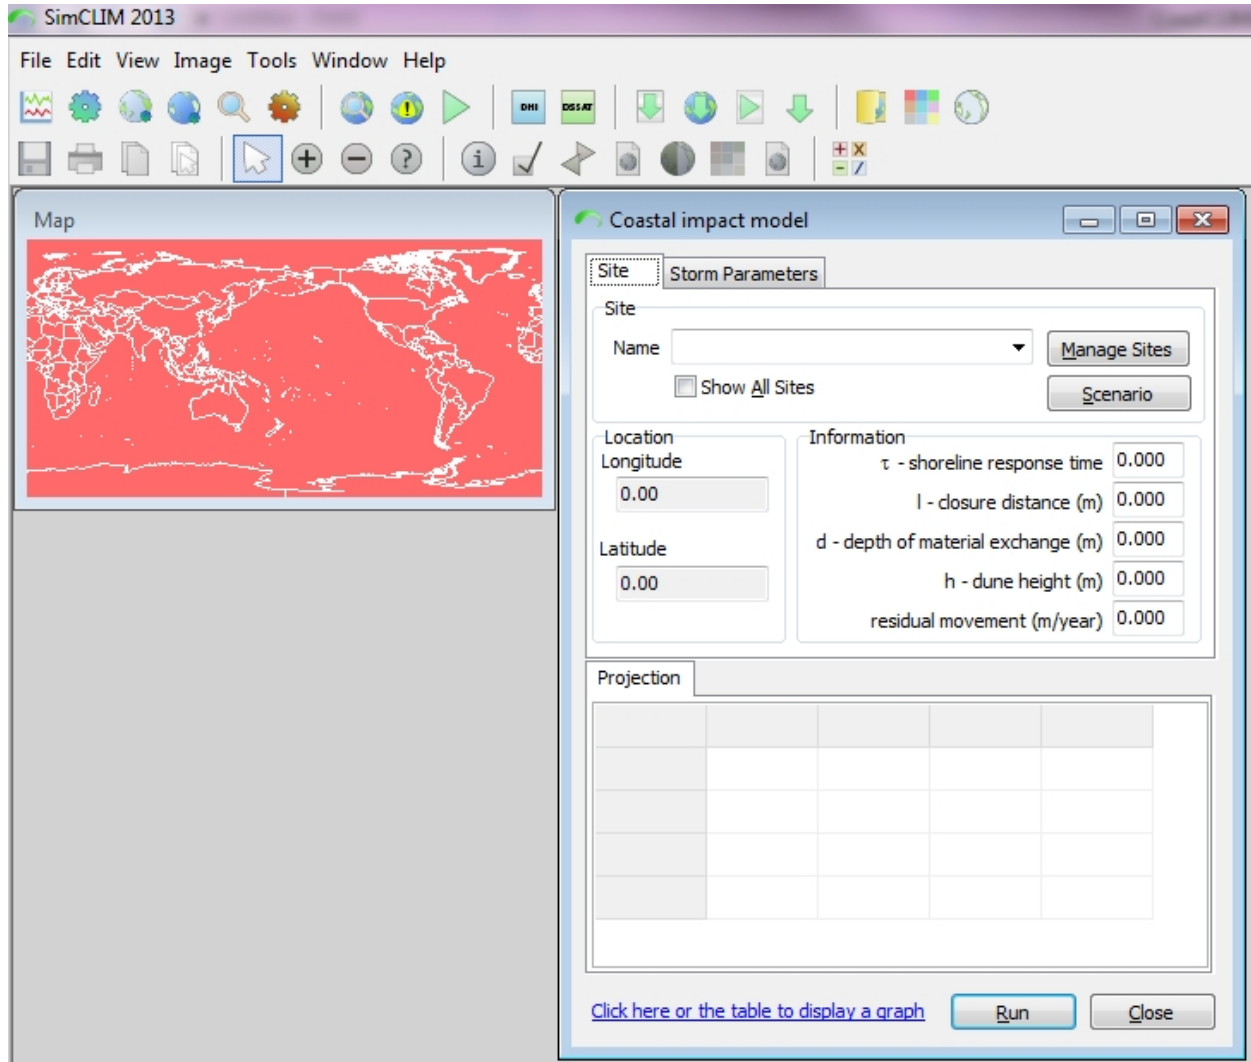 SimCLIM 2013
File Edit View Image Tools Window Help
DHI DSSAT
Map
Coastal impact model
Site Storm Parameters
Site
Name Manage Sites
Show All Sites Scenario
Location Information
Longitude τ - shoreline response time 0.000
0.00 l - closure distance (m) 0.000
Latitude d - depth of material exchange (m) 0.000
0.00 h - dune height (m) 0.000
residual movement (m/year) 0.000
Projection
Click here or the table to display a graph Run Close